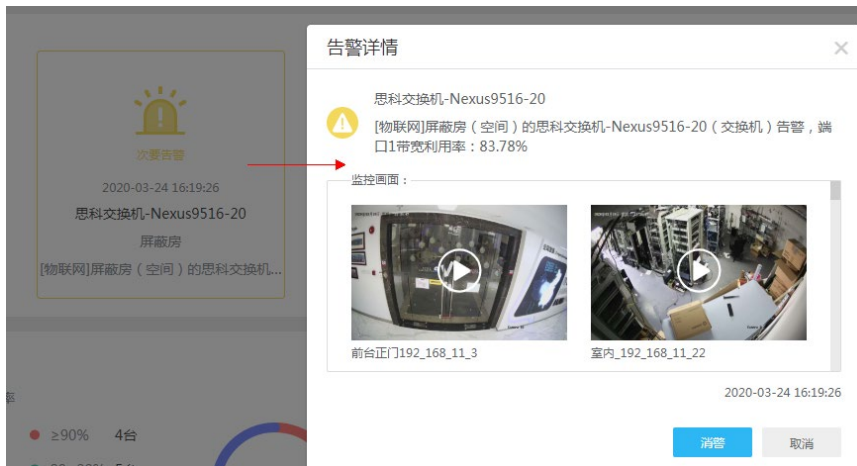 次要告警
2020-03-24 16:19:26
思科交换机-Nexus9516-20
屏蔽房
[物联网]屏蔽房（空间）的思科交换机...
≥90% 4台
告警详情
思科交换机-Nexus9516-20
[物联网]屏蔽房（空间）的思科交换机-Nexus9516-20（交换机）告警，端
口1带宽利用率：83.78%
监控画面：
前台正门192_168_11_3
室内_192_168_11_22
2020-03-24 16:19:26
消警
取消